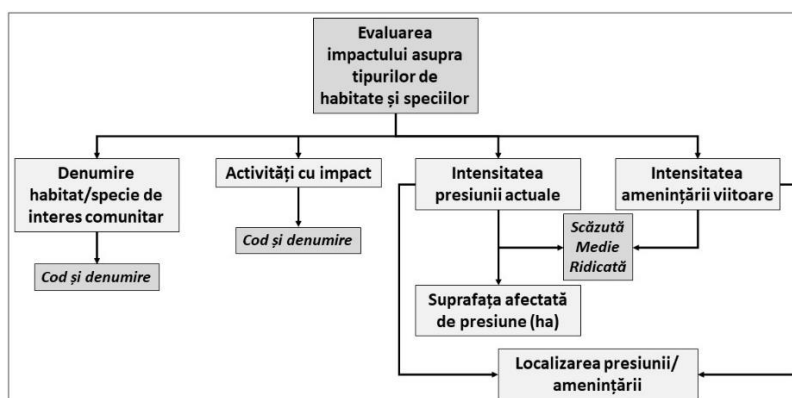 Evaluarea
impactului asupra
tipurilor de
habitate și speciilor
Denumire
habitat/specie de
interes comunitar
Activități cu impact
Intensitatea
presiunii actuale
Intensitatea
amenințării viitoare
Cod și denumire
Cod și denumire
Scăzută
Medie
Ridicată
Suprafața afectată
de presiune (ha)
Localizarea presiunii/
amenințării